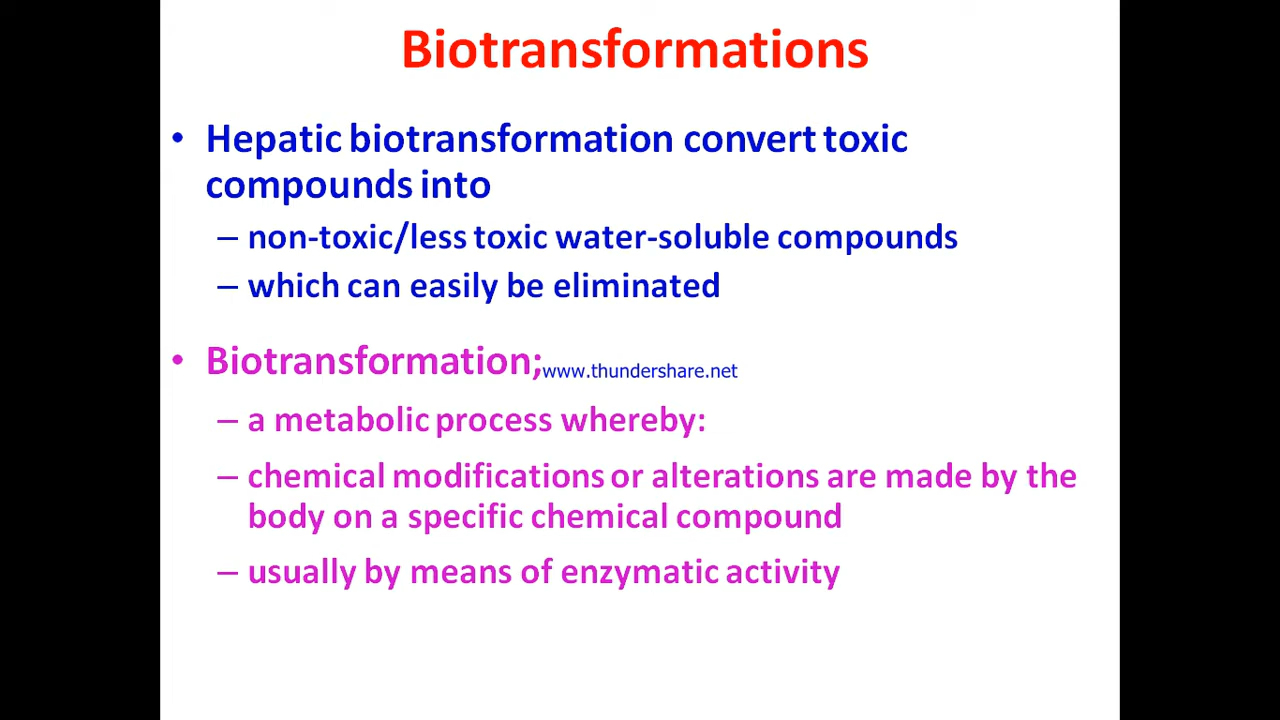 Biotransformations
• Hepatic biotransformation convert toxic
compounds into
– non-toxic/less toxic water-soluble compounds
– which can easily be eliminated
• Biotransformation; www.thundershare.net
– a metabolic process whereby:
– chemical modifications or alterations are made by the
body on a specific chemical compound
– usually by means of enzymatic activity